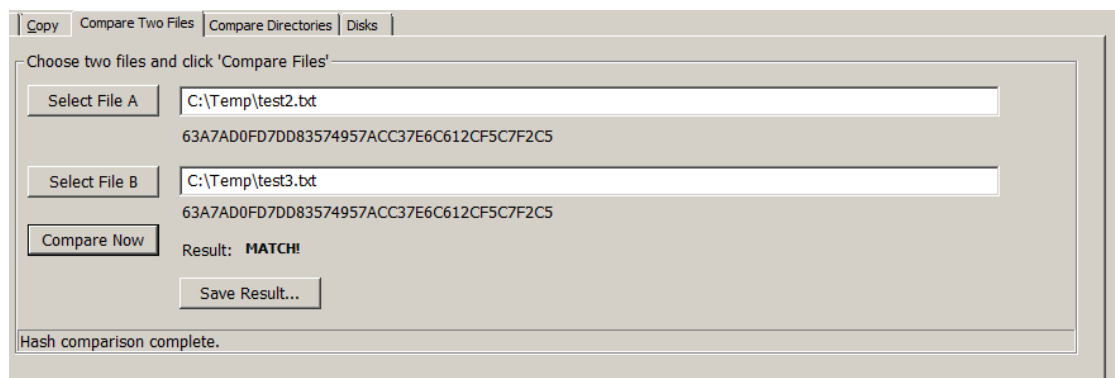 Copy Compare Two Files Compare Directories Disks
Choose two files and click 'Compare Files'
Select File A C:\Temp\test2.txt
63A7AD0FD7DD83574957ACC37E6C612CF5C7F2C5
Select File B C:\Temp\test3.txt
63A7AD0FD7DD83574957ACC37E6C612CF5C7F2C5
Compare Now Result: MATCH!
Save Result...
Hash comparison complete.